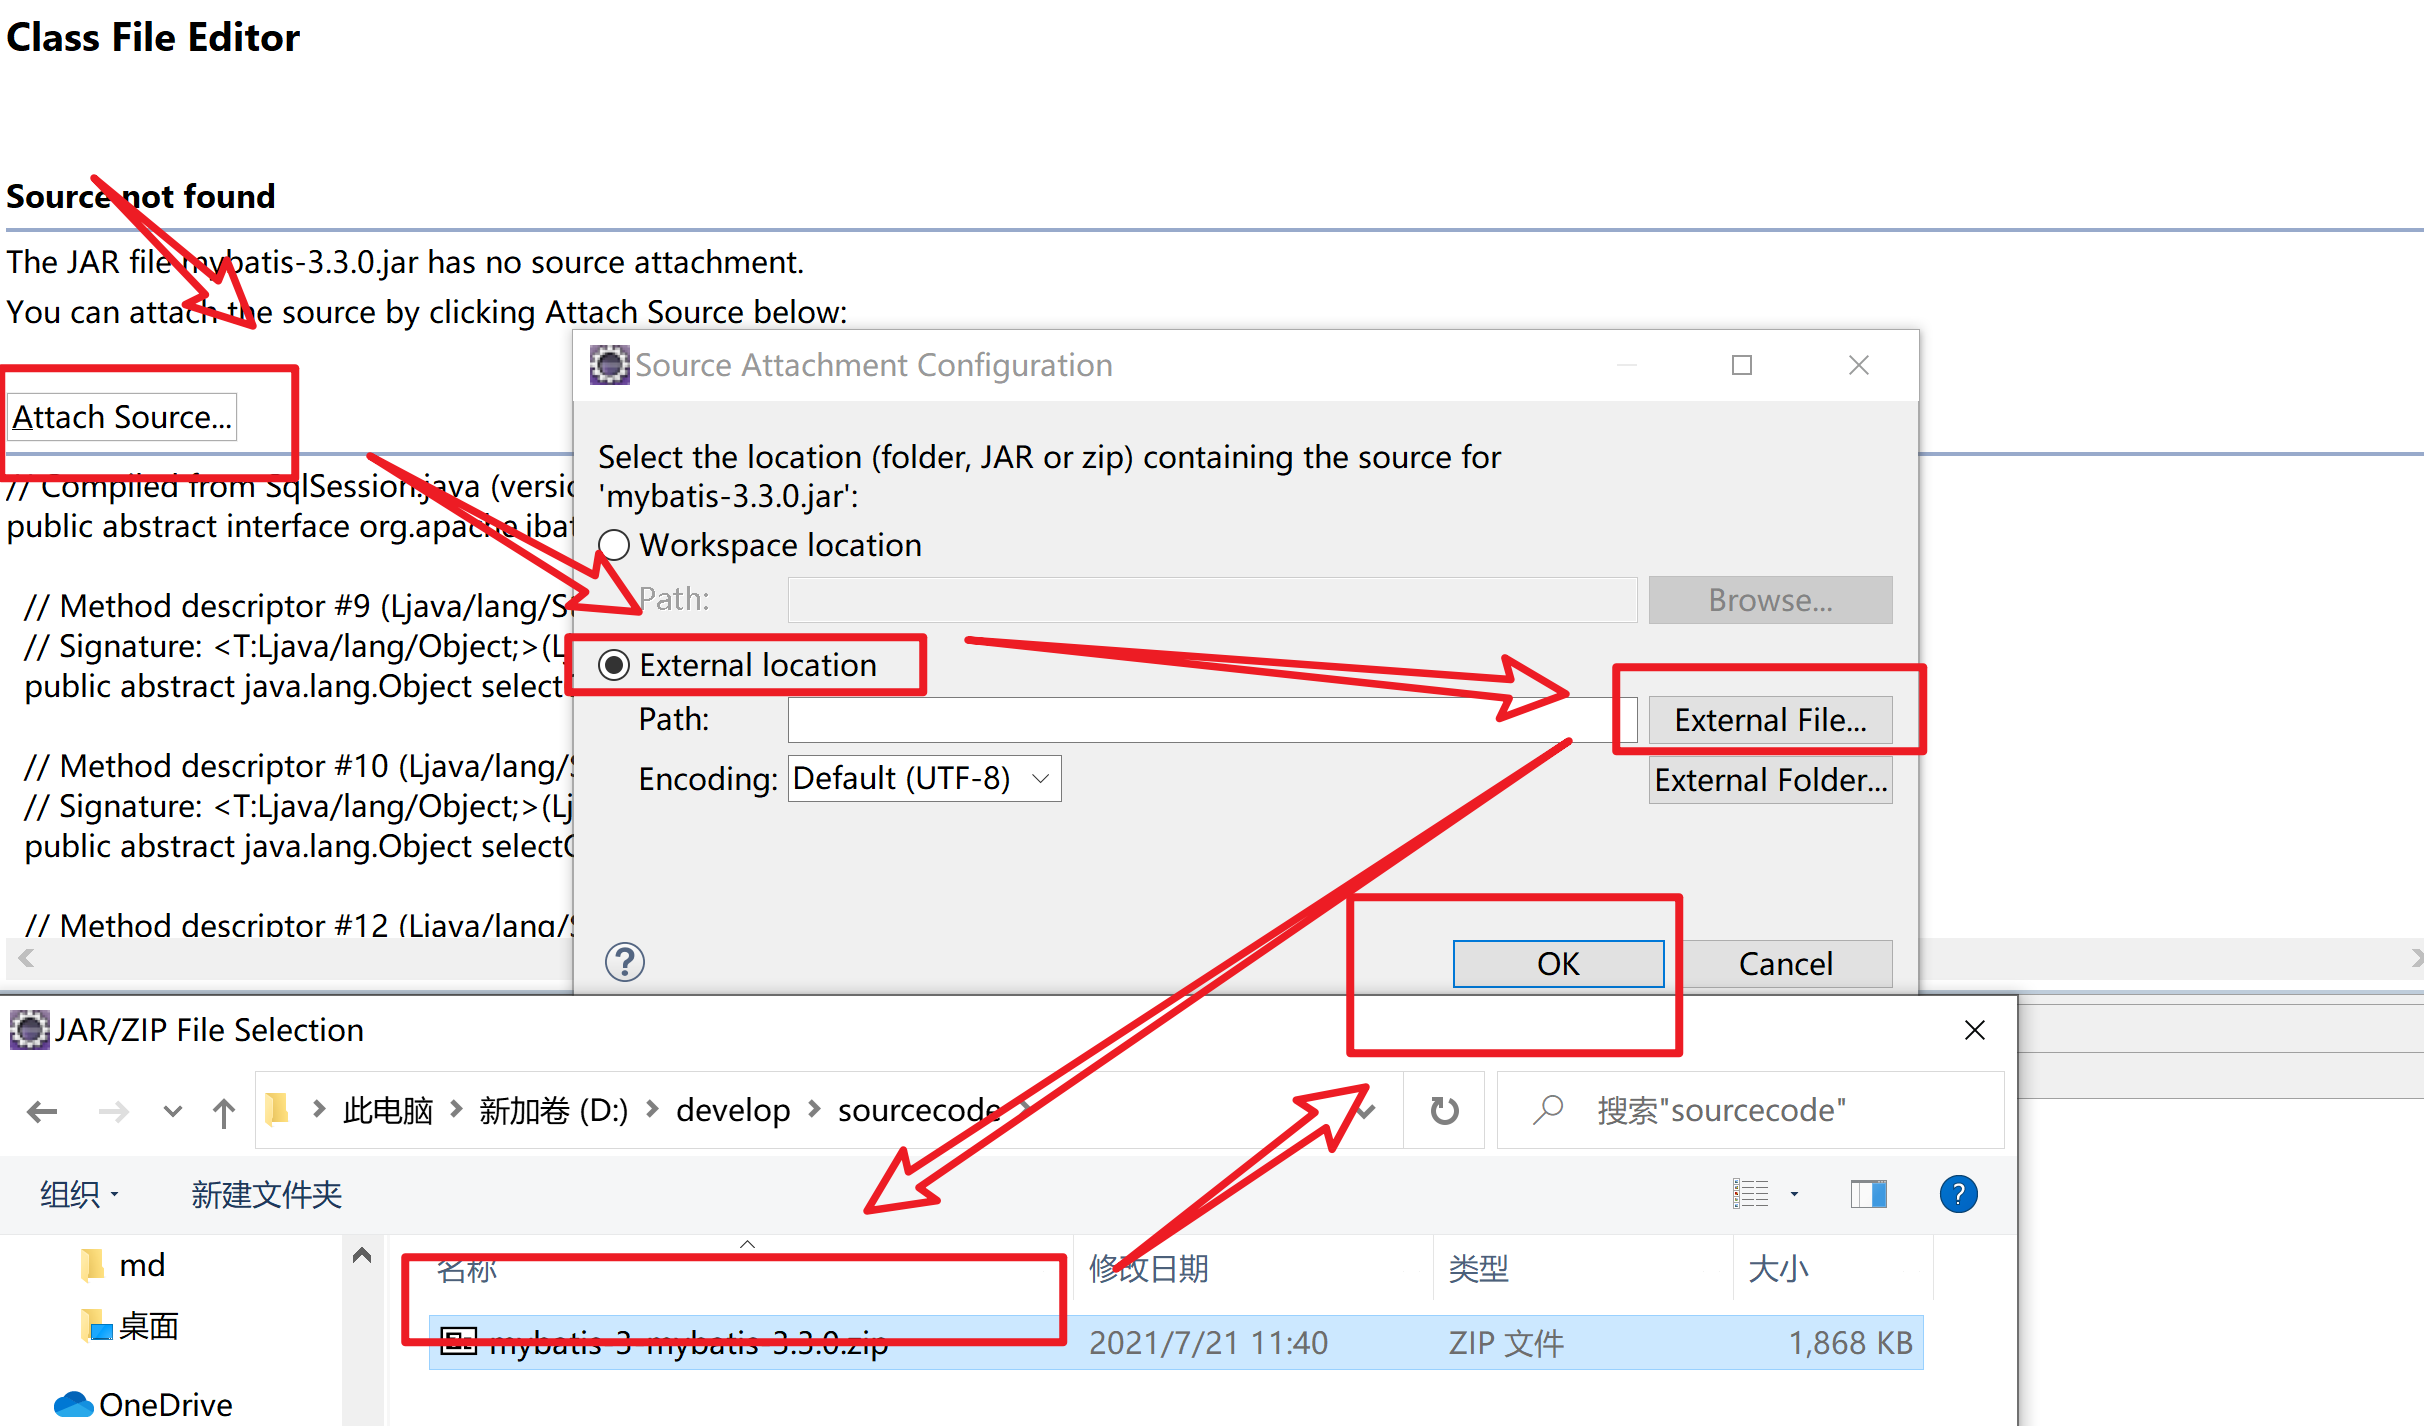 Class File Editor
Source not found
The JAR file mybatis-3.3.0.jar has no source attachment.
You can attach the source by clicking Attach Source below:
Attach Source...
// Compiled from SqlSession.java (versio
public abstract interface org.apache.ibat
// Method descriptor #9 (Ljava/lang/St
// Signature: <T:Ljava/lang/Object;>(Lj
public abstract java.lang.Object select
// Method descriptor #10 (Ljava/lang/S
// Signature: <T:Ljava/lang/Object;>(Lj
public abstract java.lang.Object selectO
// Method descriptor #12 (Ljava/lang/S
Source Attachment Configuration
Select the location (folder, JAR or zip) containing the source for
'mybatis-3.3.0.jar':
Workspace location
Path:
Browse...
External location
Path:
External File...
Encoding: Default (UTF-8)
External Folder...
OK
Cancel
JAR/ZIP File Selection
此电脑 > 新加卷 (D:) > develop > sourcecode >
搜索"sourcecode"
组织
新建文件夹
md
桌面
OneDrive
名称 修改日期 类型 大小
mybatis-3-mybatis-3.3.0.zip 2021/7/21 11:40 ZIP 文件 1,868 KB